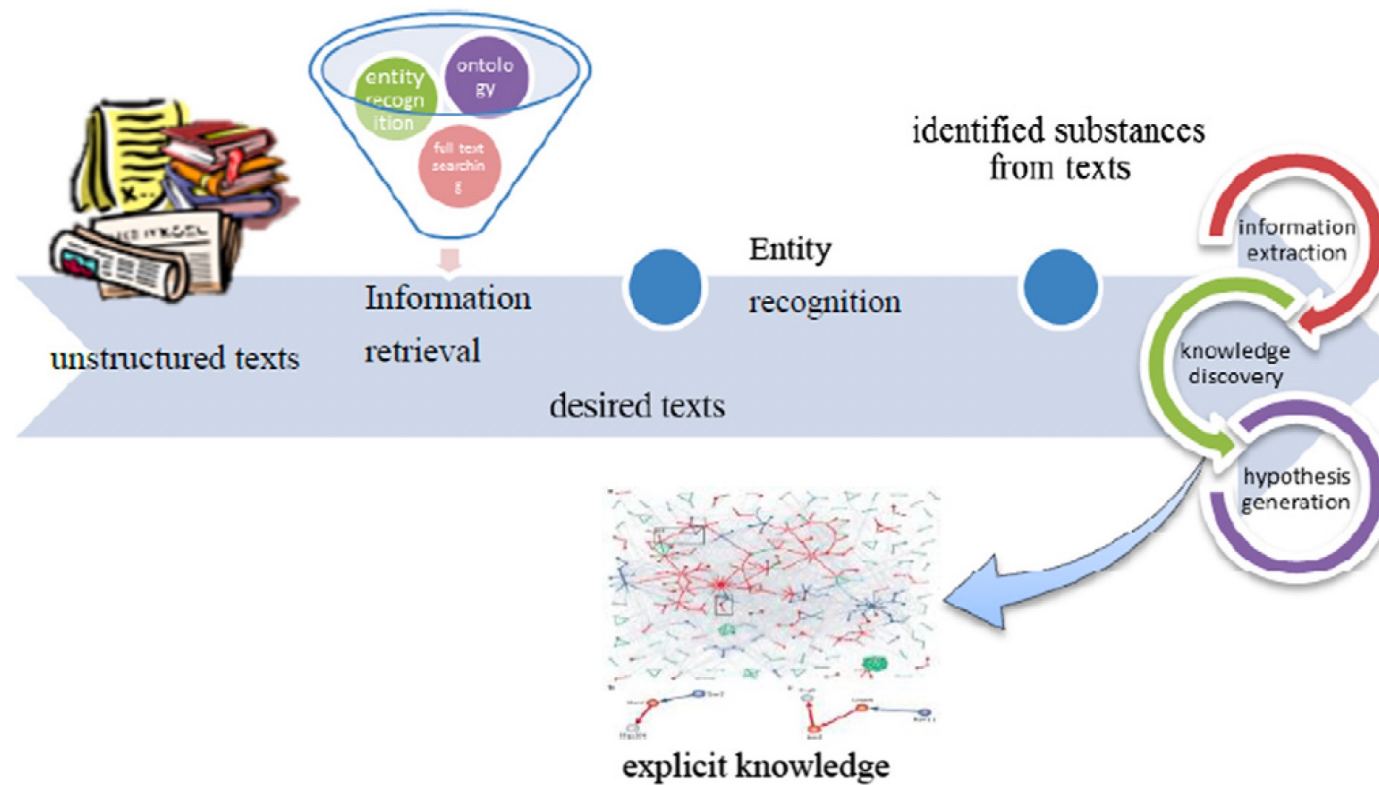 entity
recogn
ition
ontolo
gy
full text
searchin
g
identified substances
from texts
information
extraction
Entity
recognition
Information
retrieval
unstructured texts
knowledge
discovery
desired texts
hypothesis
generation
explicit knowledge